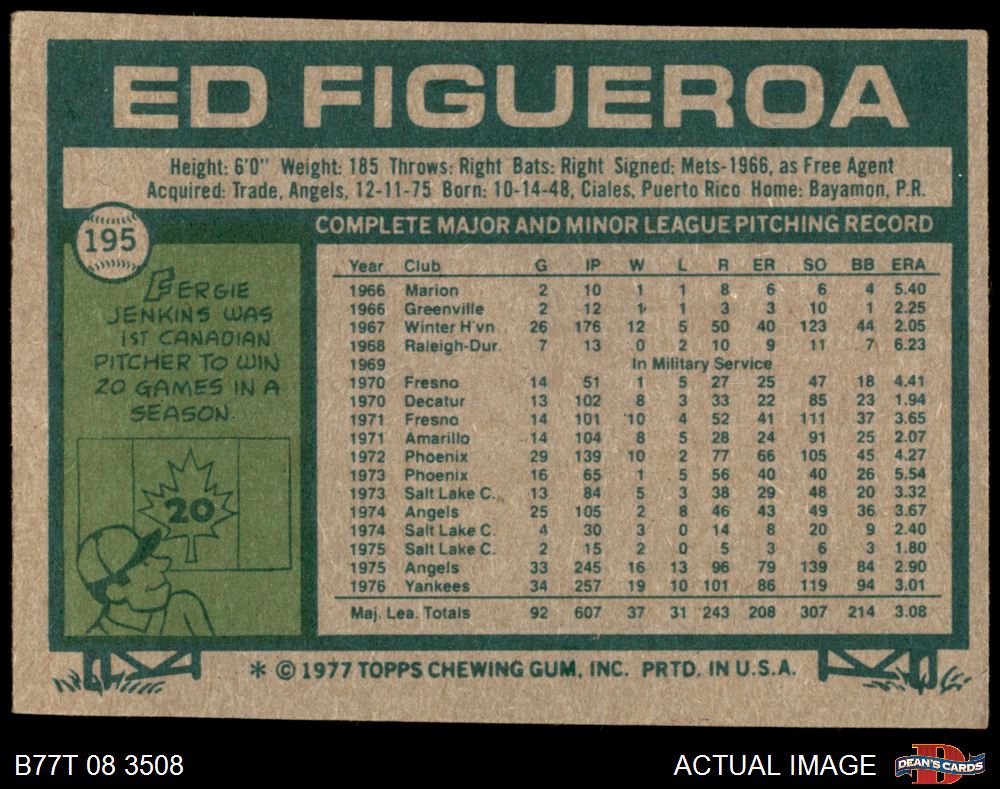 ED FIGUEROA
Height: 6'0" Weight: 185 Throws: Right Bats: Right Signed: Mets-1966, as Free Agent
Acquired: Trade, Angels, 12-11-75 Born: 10-14-48, Ciales, Puerto Rico Home: Bayamon, P.R.
195
FERGIE
JENKINS WAS
1ST CANADIAN
PITCHER TO WIN
20 GAMES IN A
SEASON.
20
COMPLETE MAJOR AND MINOR LEAGUE PITCHING RECORD
Year Club G IP W L R ER SO BB ERA
1966 Marion 2 10 1 1 8 6 6 4 5.40
1966 Greenville 2 12 1 1 3 3 10 1 2.25
1967 Winter H'vn 26 176 12 5 50 40 123 44 2.05
1968 Raleigh-Dur. 7 13 0 2 10 9 11 7 6.23
1969 In Military Service
1970 Fresno 14 51 1 5 27 25 47 18 4.41
1970 Decatur 13 102 8 3 33 22 85 23 1.94
1971 Fresno 14 101 10 4 52 41 111 37 3.65
1971 Amarillo 14 104 8 5 28 24 91 25 2.07
1972 Phoenix 29 139 10 2 77 66 105 45 4.27
1973 Phoenix 16 65 1 5 56 40 40 26 5.54
1973 Salt Lake C. 13 84 5 3 38 29 48 20 3.32
1974 Angels 25 105 2 8 46 43 49 36 3.67
1974 Salt Lake C. 4 30 3 0 14 8 20 9 2.40
1975 Salt Lake C. 2 15 2 0 5 3 6 3 1.80
1975 Angels 33 245 16 13 96 79 139 84 2.90
1976 Yankees 34 257 19 10 101 86 119 94 3.01
Maj. Lea. Totals 92 607 37 31 243 208 307 214 3.08
* © 1977 TOPPS CHEWING GUM, INC. PRTD. IN U.S.A.
B77T 08 3508
ACTUAL IMAGE
D
DEAN'S CARDS